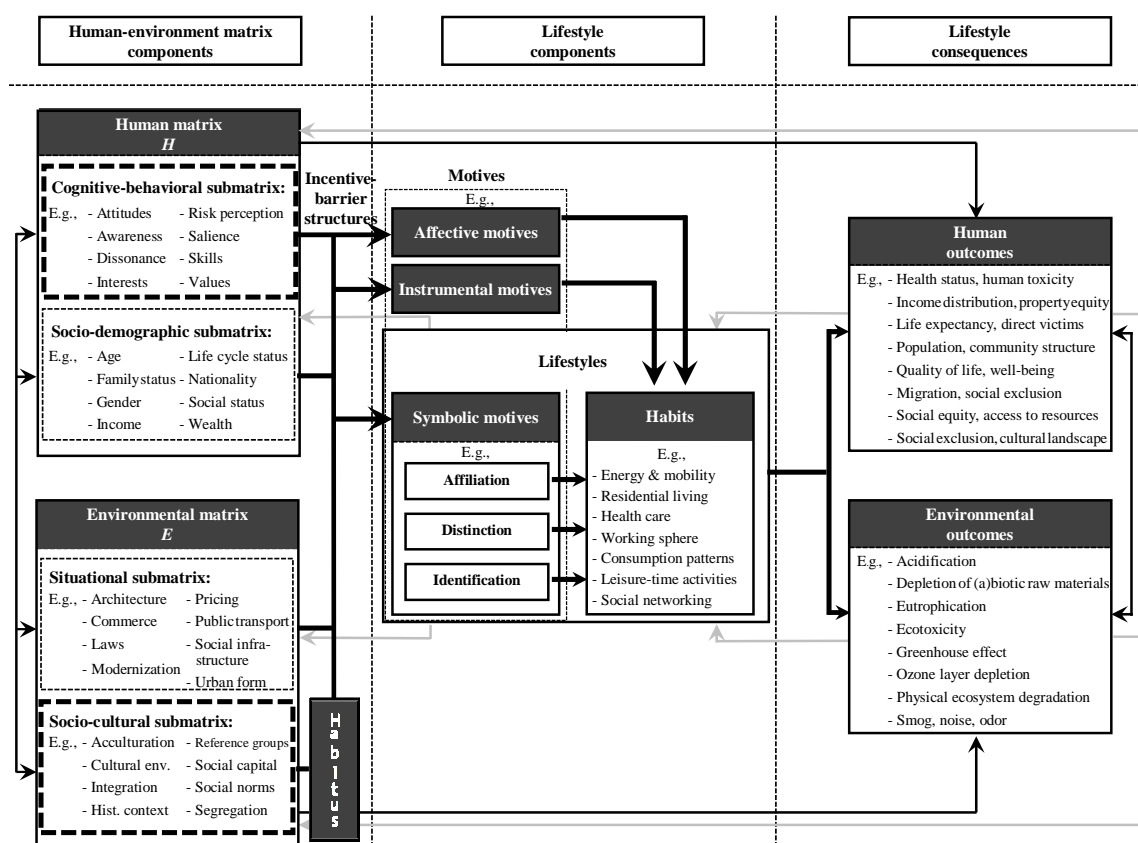 Human-environment matrix
components
Lifestyle
components
Lifestyle
consequences
Human matrix
H
Cognitive-behavioral submatrix:
E.g., - Attitudes - Risk perception
- Awareness - Salience
- Dissonance - Skills
- Interests - Values
Socio-demographic submatrix:
E.g., - Age - Life cycle status
- Family status - Nationality
- Gender - Social status
- Income - Wealth
Environmental matrix
E
Situational submatrix:
E.g., - Architecture - Pricing
- Commerce - Public transport
- Laws - Social infra-
structure
- Modernization
- Urban form
Socio-cultural submatrix:
E.g., - Acculturation - Reference groups
- Cultural env. - Social capital
- Integration - Social norms
- Hist. context - Segregation
Incentive-
barrier
structures
Habitus
Motives
E.g.,
Affective motives
Instrumental motives
Lifestyles
Symbolic motives
E.g.,
Affiliation
Distinction
Identification
Habits
E.g.,
- Energy & mobility
- Residential living
- Health care
- Working sphere
- Consumption patterns
- Leisure-time activities
- Social networking
Human
outcomes
E.g., - Health status, human toxicity
- Income distribution, property equity
- Life expectancy, direct victims
- Population, community structure
- Quality of life, well-being
- Migration, social exclusion
- Social equity, access to resources
- Social exclusion, cultural landscape
Environmental
outcomes
E.g., - Acidification
- Depletion of (a)biotic raw materials
- Eutrophication
- Ecotoxicity
- Greenhouse effect
- Ozone layer depletion
- Physical ecosystem degradation
- Smog, noise, odor